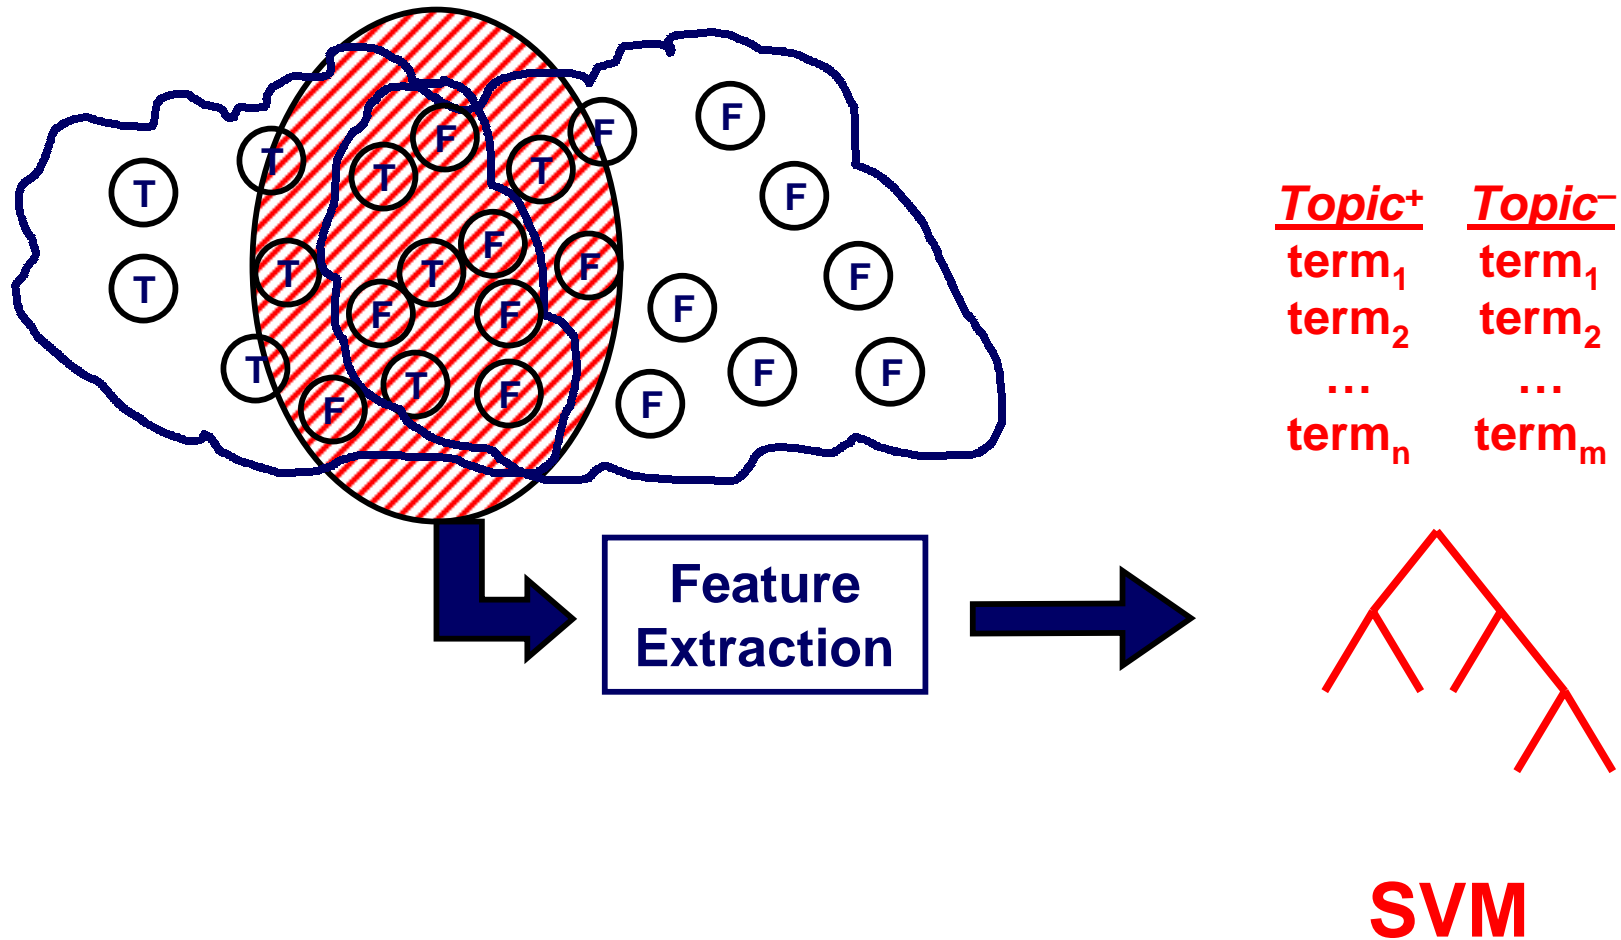 F
F
F
T
F
T
T
T
T
F
F
T
T
F
F
T
F
F
F
T
F
F
T
F
F
F
Topic⁺ Topic⁻
term₁ term₁
term₂ term₂
... ...
termₙ termₘ
Feature
Extraction
SVM